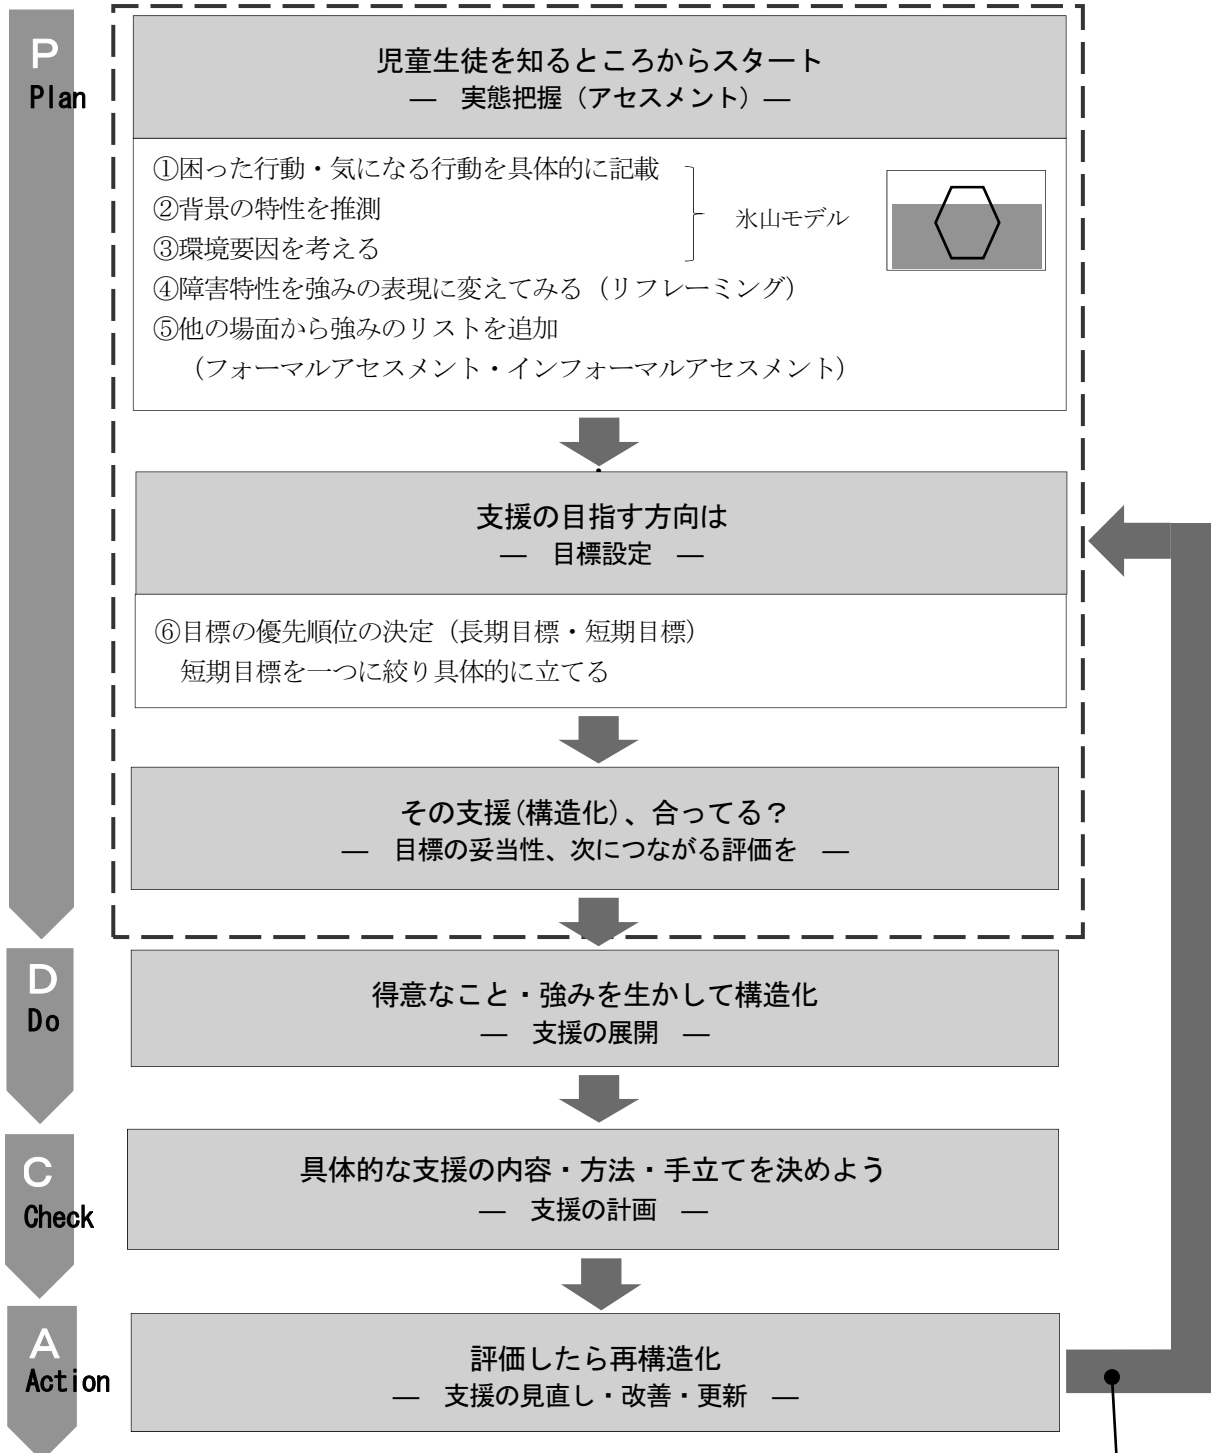 P
Plan
児童生徒を知るところからスタート
― 実態把握（アセスメント）―
①困った行動・気になる行動を具体的に記載
②背景の特性を推測
③環境要因を考える
氷山モデル
④障害特性を強みの表現に変えてみる（リフレーミング）
⑤他の場面から強みのリストを追加
（フォーマルアセスメント・インフォーマルアセスメント）
支援の目指す方向は
― 目標設定 ―
⑥目標の優先順位の決定（長期目標・短期目標）
短期目標を一つに絞り具体的に立てる
その支援(構造化)、合ってる？
― 目標の妥当性、次につながる評価を ―
D
Do
得意なこと・強みを生かして構造化
― 支援の展開 ―
C
Check
具体的な支援の内容・方法・手立てを決めよう
― 支援の計画 ―
A
Action
評価したら再構造化
― 支援の見直し・改善・更新 ―